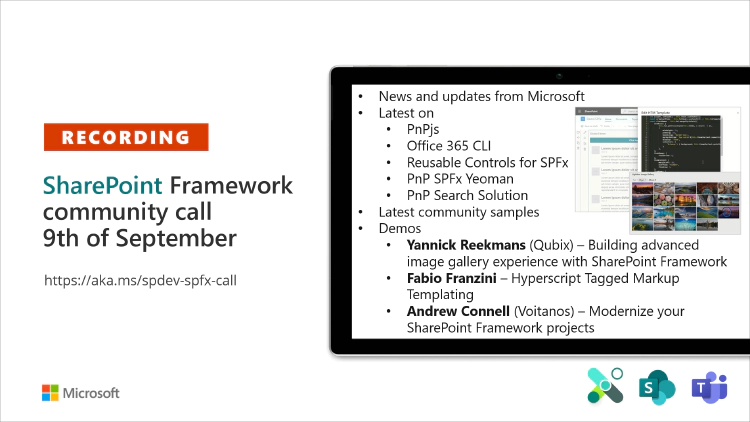 RECORDING
SharePoint Framework
community call
9th of September
https://aka.ms/spdev-spfx-call
Microsoft
• News and updates from Microsoft
• Latest on
• PnPjs
• Office 365 CLI
• Reusable Controls for SPFx
• PnP SPFx Yeoman
• PnP Search Solution
• Latest community samples
• Demos
• Yannick Reekmans (Qubix) – Building advanced
image gallery experience with SharePoint Framework
• Fabio Franzini – Hyperscript Tagged Markup
Templating
• Andrew Connell (Voitanos) – Modernize your
SharePoint Framework projects